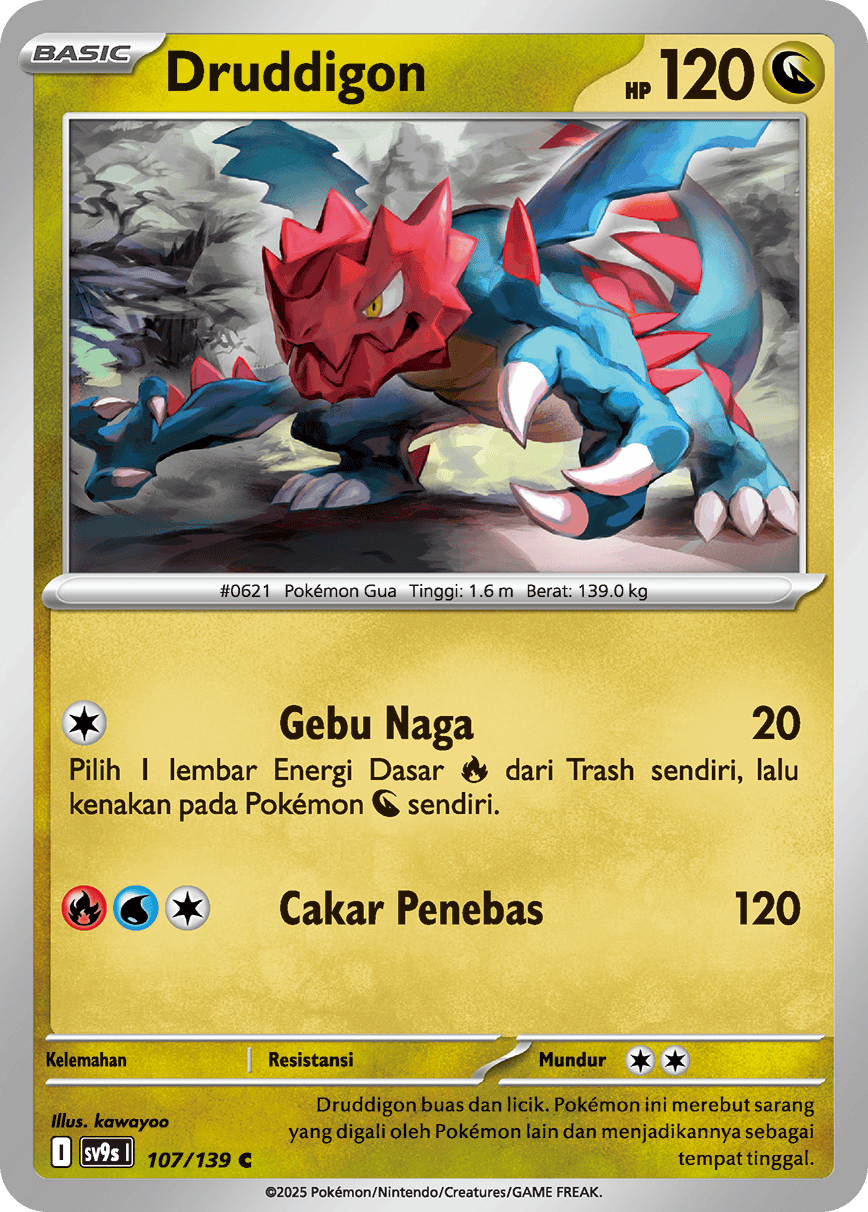 BASIC
Druddigon
HP 120
#0621 Pokémon Gua Tinggi: 1.6 m Berat: 139.0 kg
Gebu Naga 20
Pilih 1 lembar Energi Dasar dari Trash sendiri, lalu
kenakan pada Pokémon sendiri.
Cakar Penebas 120
Kelemahan Resistansi Mundur
Druddigon buas dan licik. Pokémon ini merebut sarang
yang digali oleh Pokémon lain dan menjadikannya sebagai
tempat tinggal.
Illus. kawayoo
I sv9s I 107/139 C
©2025 Pokémon/Nintendo/Creatures/GAME FREAK.